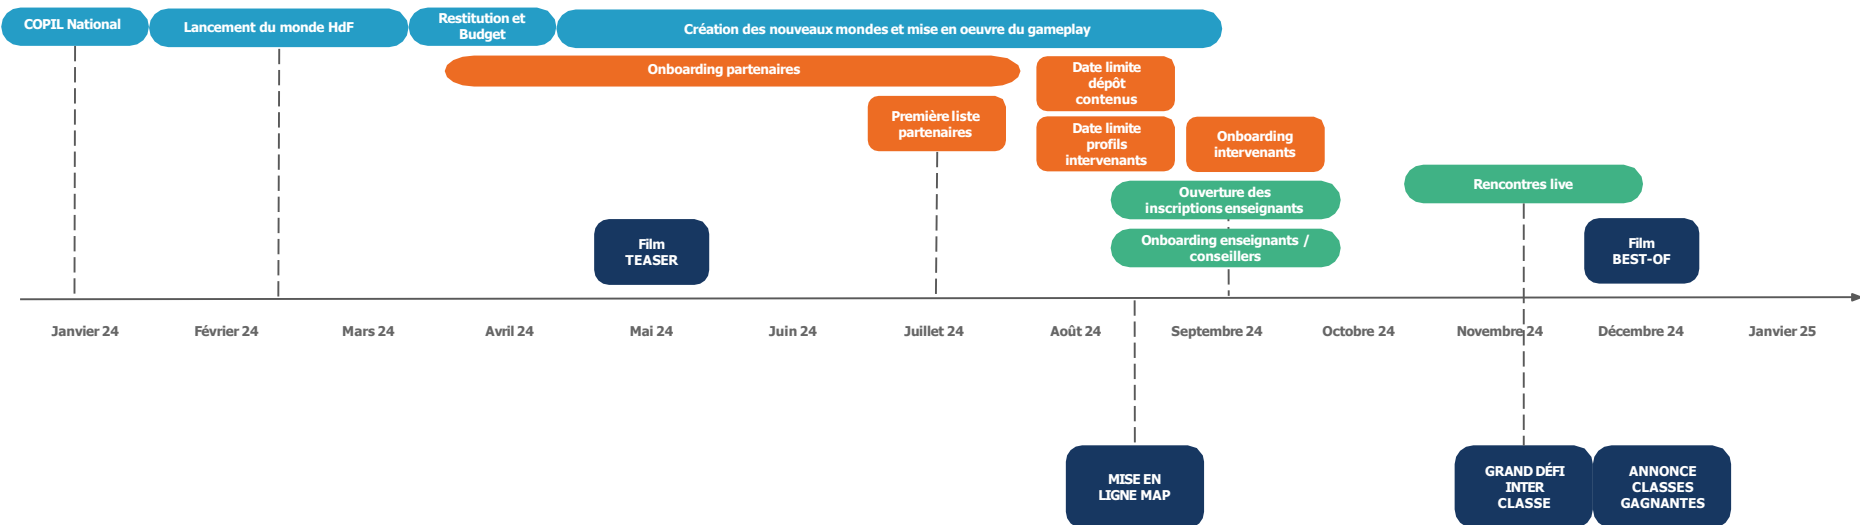 COPIL National
Lancement du monde HdF
Restitution et
Budget
Création des nouveaux mondes et mise en oeuvre du gameplay
Onboarding partenaires
Date limite
dépôt
contenus
Première liste
partenaires
Date limite
profils
intervenants
Onboarding
intervenants
Ouverture des
inscriptions enseignants
Rencontres live
Onboarding enseignants /
conseillers
Film
TEASER
Film
BEST-OF
Janvier 24
Février 24
Mars 24
Avril 24
Mai 24
Juin 24
Juillet 24
Août 24
Septembre 24
Octobre 24
Novembre 24
Décembre 24
Janvier 25
MISE EN
LIGNE MAP
GRAND DÉFI
INTER
CLASSE
ANNONCE
CLASSES
GAGNANTES